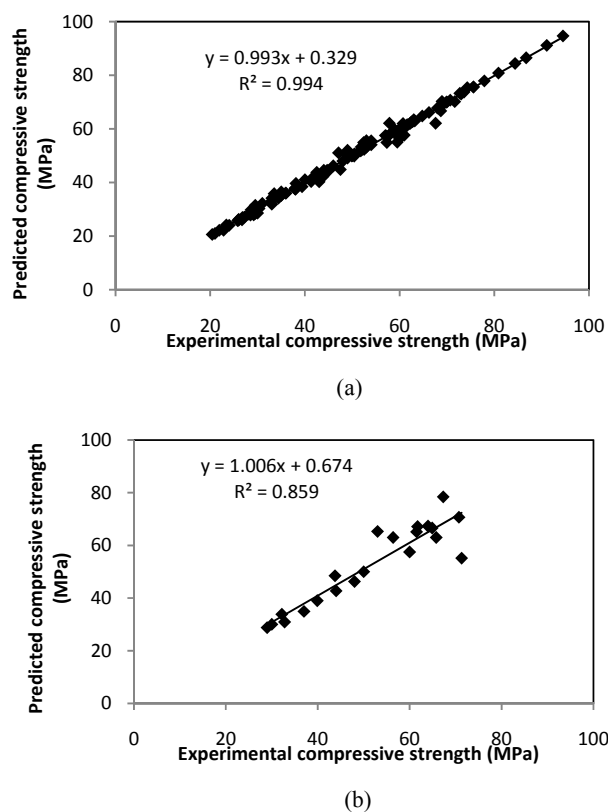 y = 0.993x + 0.329
R² = 0.994
Predicted compressive strength
(MPa)
100
80
60
40
20
0
0 20 40 60 80 100
Experimental compressive strength (MPa)
(a)
y = 1.006x + 0.674
R² = 0.859
Predicted compressive strength
(MPa)
100
80
60
40
20
0
0 20 40 60 80 100
Experimental compressive strength (MPa)
(b)